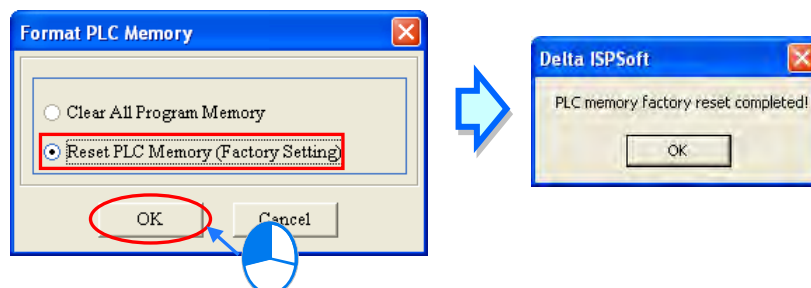 Format PLC Memory
Clear All Program Memory
Reset PLC Memory (Factory Setting)
OK
Cancel
Delta ISPSoft
PLC memory factory reset completed!
OK